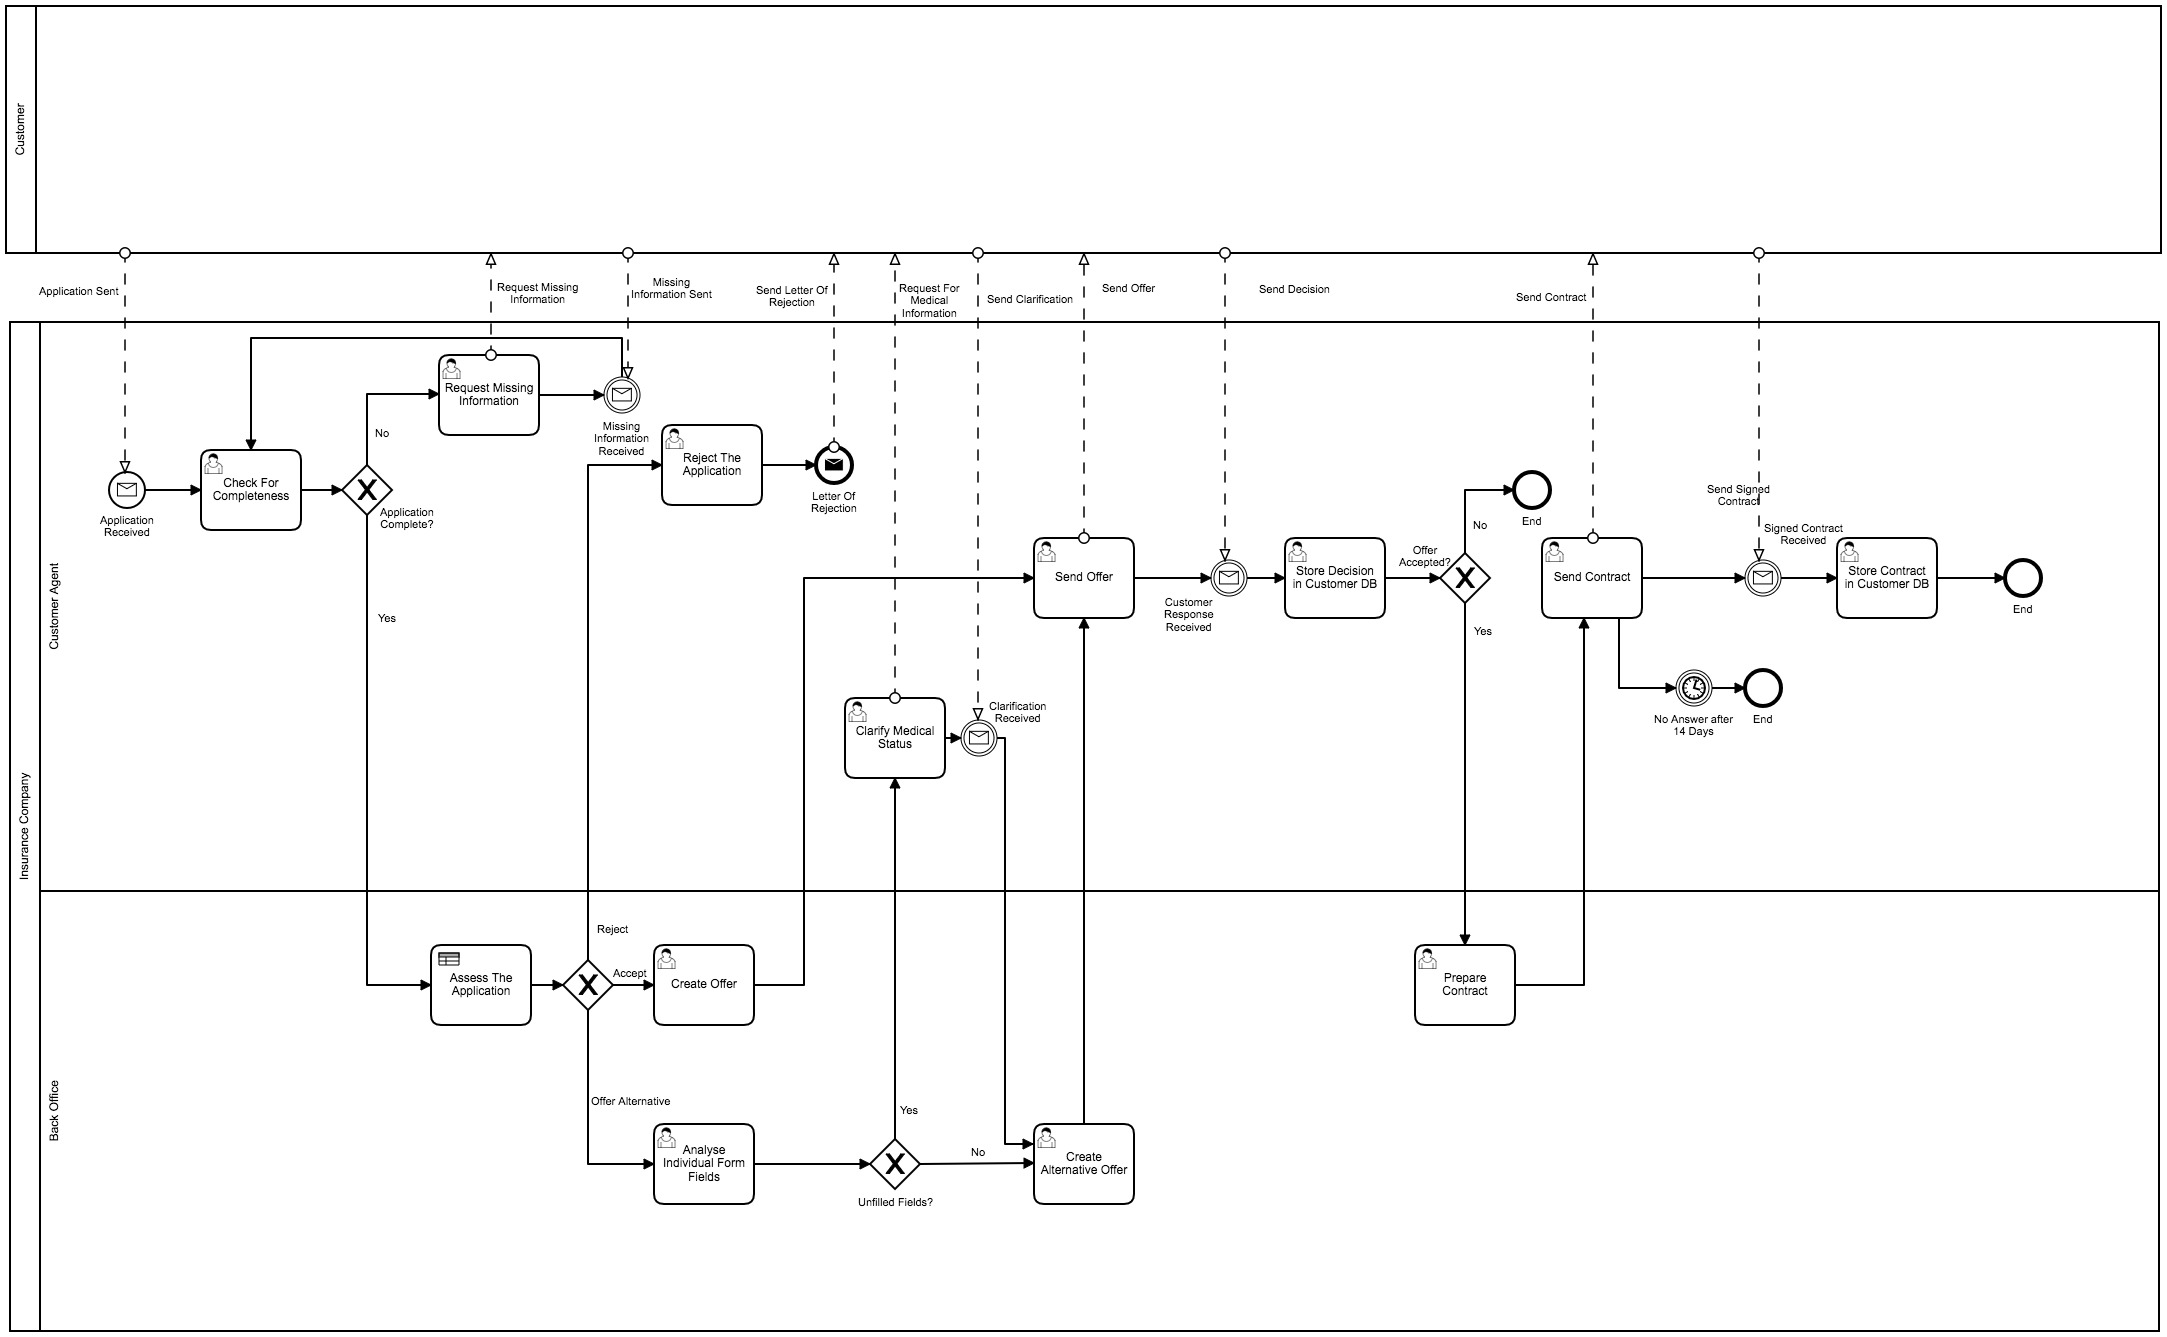 Customer
Application Sent
Request Missing
Information
Missing
Information Sent
Send Letter Of
Rejection
Request For
Medical
Information
Send Clarification
Send Offer
Send Decision
Send Contract
Insurance Company
Customer Agent
Application
Received
Check For
Completeness
Application
Complete?
No
Yes
Request Missing
Information
Missing
Information
Received
Reject The
Application
Letter Of
Rejection
Clarify Medical
Status
Clarification
Received
Send Offer
Customer
Response
Received
Store Decision
in Customer DB
Offer
Accepted?
No
End
Yes
Send Contract
Send Signed
Contract
Signed Contract
Received
Store Contract
in Customer DB
End
No Answer after
14 Days
End
Back Office
Assess The
Application
Reject
Accept
Create Offer
Offer Alternative
Analyse
Individual Form
Fields
Yes
Unfilled Fields?
No
Create
Alternative Offer
Prepare
Contract